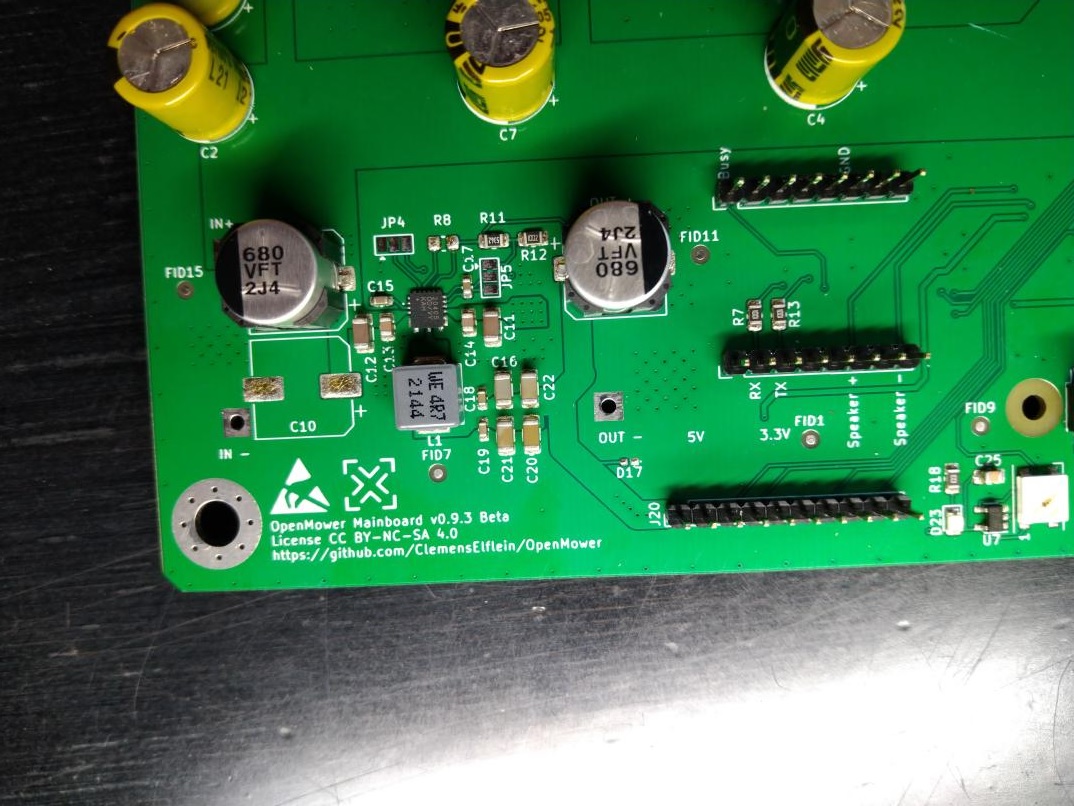 L21
12
C2
C7
C4
Busy
GND
IN+
JP4
R8
R11
R12
C17
JP5
FID11
FID15
680
VFT
2J4
680
VFT
2J4
C15
C12
C13
C14
C11
R7
R13
WE 4R7
2144
C16
C22
C18
C10
L1
FID7
C19
C21
C20
IN -
OUT -
5V
3.3V
RX
TX
+
Speaker
-
Speaker
FID1
FID9
D17
J20
R18
C25
D23
U7
1
OpenMower Mainboard v0.9.3 Beta
License CC BY-NC-SA 4.0
https://github.com/ClemensElflein/OpenMower